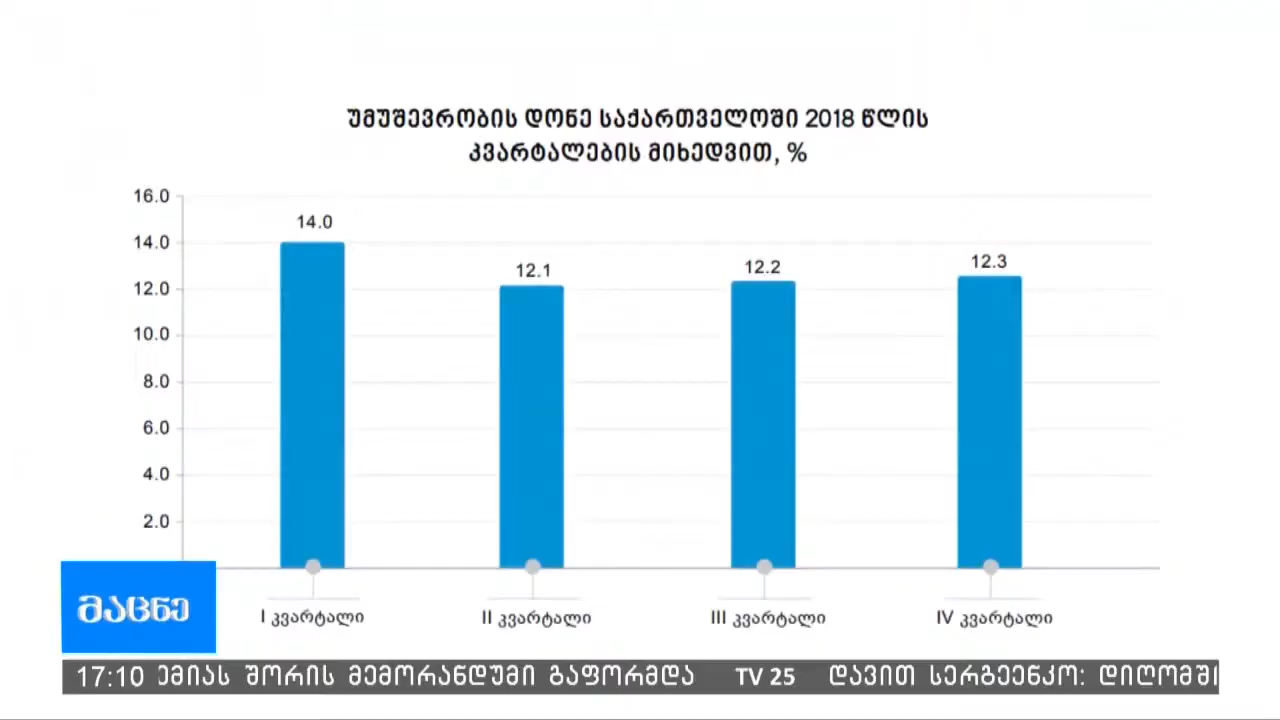 უმუშევრობის დონე საქართველოში 2018 წლის
კვარტალების მიხედვით, %
16.0
14.0
12.0
10.0
8.0
6.0
4.0
2.0
14.0
12.1
12.2
12.3
I კვარტალი
II კვარტალი
III კვარტალი
IV კვარტალი
მაცნე
17:10 ემიას შორის მემორანდუმი გაფორმდა TV 25 დავით სერგეენკო: დიღომში